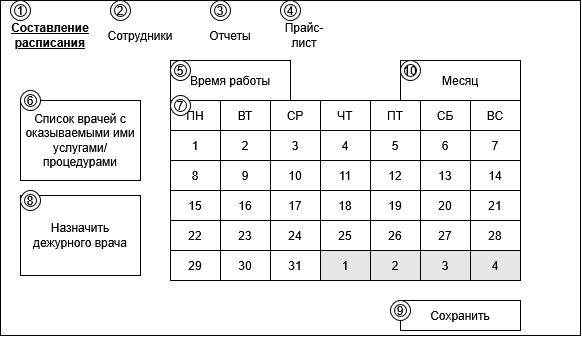 1
Составление
расписания
2
Сотрудники
3
Отчеты
4
Прайс-
лист
5
Время работы
10
Месяц
6
Список врачей с
оказываемыми ими
услугами/
процедурами
7
ПН ВТ СР ЧТ ПТ СБ ВС
1 2 3 4 5 6 7
8 9 10 11 12 13 14
8
Назначить
дежурного врача
15 16 17 18 19 20 21
22 23 24 25 26 27 28
29 30 31 1 2 3 4
9
Сохранить